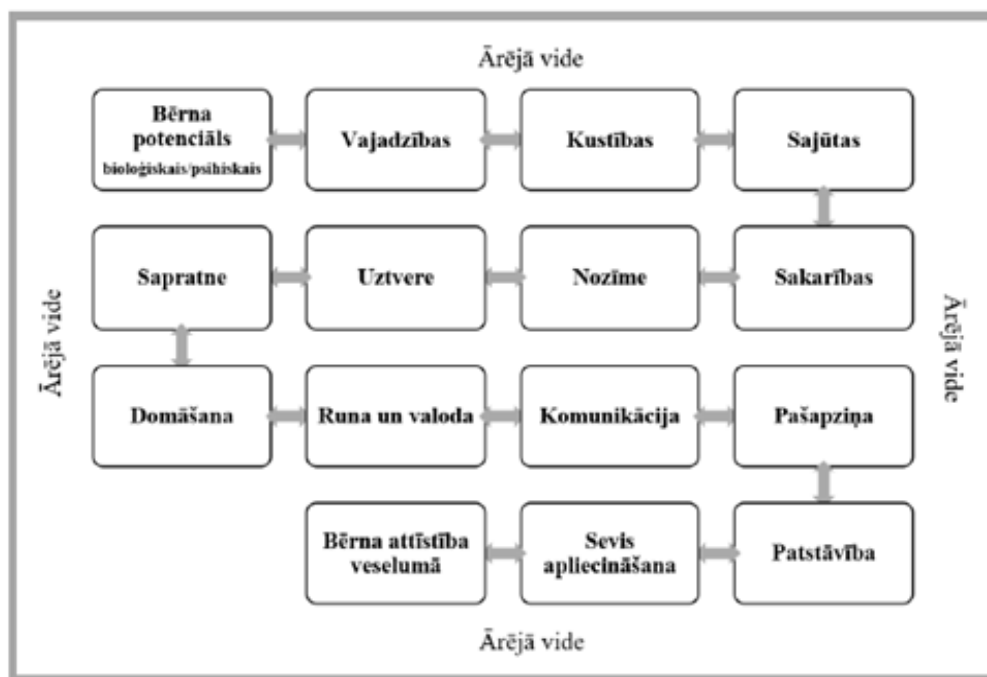 Ārējā vide
Bērna
potenciāls
bioloģiskais/psihiskais
Vajadzības
Kustības
Sajūtas
Sapratne
Uztvere
Nozīme
Sakarības
Ārējā vide
Ārējā vide
Domāšana
Runa un valoda
Komunikācija
Pašapziņa
Bērna attīstība
veselumā
Sevis
apliecināšana
Patstāvība
Ārējā vide